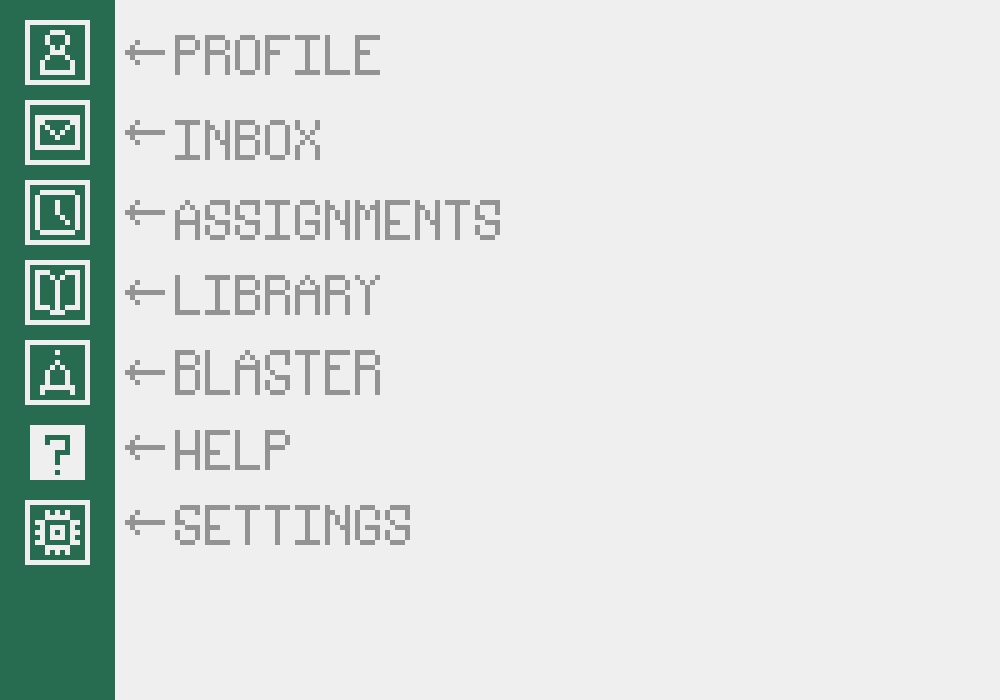 ←PROFILE
←INBOX
←ASSIGNMENTS
←LIBRARY
←BLASTER
? ←HELP
←SETTINGS